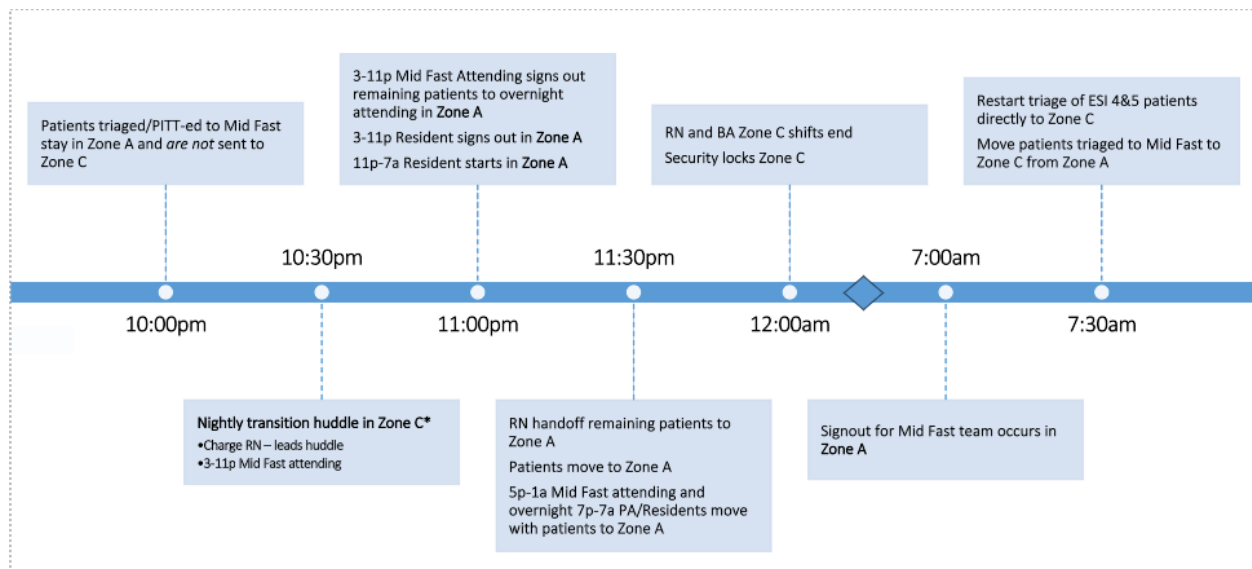 Patients triaged/PITT-ed to Mid Fast
stay in Zone A and are not sent to
Zone C
3-11p Mid Fast Attending signs out
remaining patients to overnight
attending in Zone A
3-11p Resident signs out in Zone A
11p-7a Resident starts in Zone A
RN and BA Zone C shifts end
Security locks Zone C
Restart triage of ESI 4&5 patients
directly to Zone C
Move patients triaged to Mid Fast to
Zone C from Zone A
10:30pm
11:30pm
7:00am
10:00pm
11:00pm
12:00am
7:30am
Nightly transition huddle in Zone C*
•Charge RN – leads huddle
•3-11p Mid Fast attending
RN handoff remaining patients to
Zone A
Patients move to Zone A
5p-1a Mid Fast attending and
overnight 7p-7a PA/Residents move
with patients to Zone A
Signout for Mid Fast team occurs in
Zone A